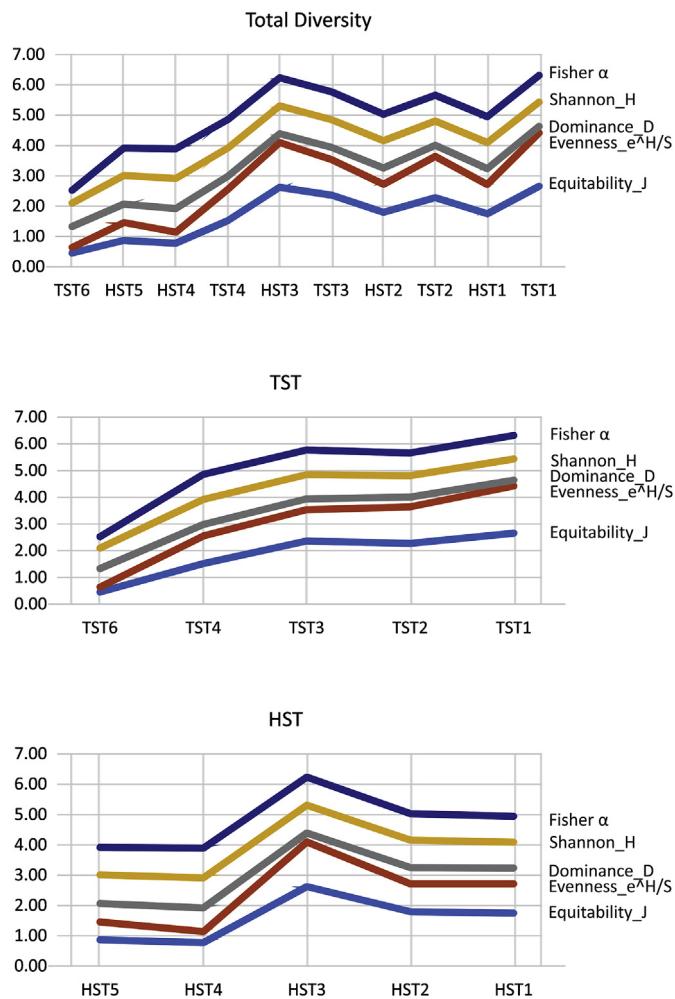 Total Diversity
7.00
6.00
5.00
4.00
3.00
2.00
1.00
0.00
Fisher α
Shannon_H
Dominance_D
Evenness_e^H/S
Equitability_J
TST6 HST5 HST4 TST4 HST3 TST3 HST2 TST2 HST1 TST1
TST
7.00
6.00
5.00
4.00
3.00
2.00
1.00
0.00
Fisher α
Shannon_H
Dominance_D
Evenness_e^H/S
Equitability_J
TST6 TST4 TST3 TST2 TST1
HST
7.00
6.00
5.00
4.00
3.00
2.00
1.00
0.00
Fisher α
Shannon_H
Dominance_D
Evenness_e^H/S
Equitability_J
HST5 HST4 HST3 HST2 HST1